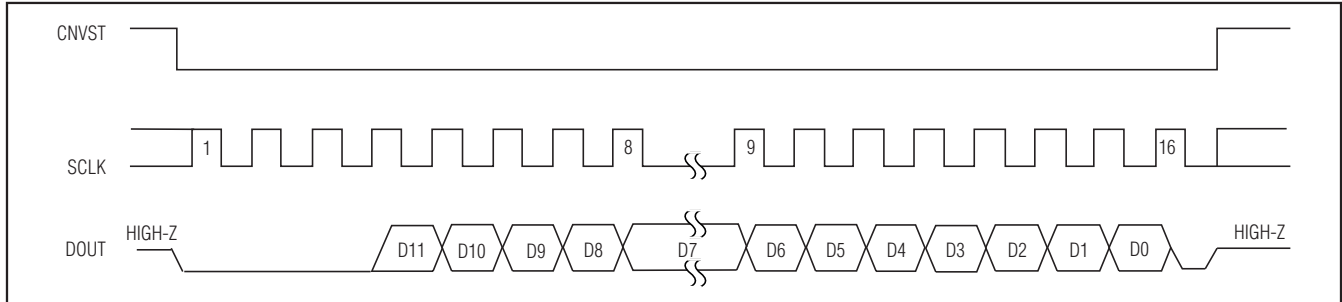 CNVST
1 8 9 16
SCLK
HIGH-Z HIGH-Z
DOUT D11 D10 D9 D8 D7 D6 D5 D4 D3 D2 D1 D0